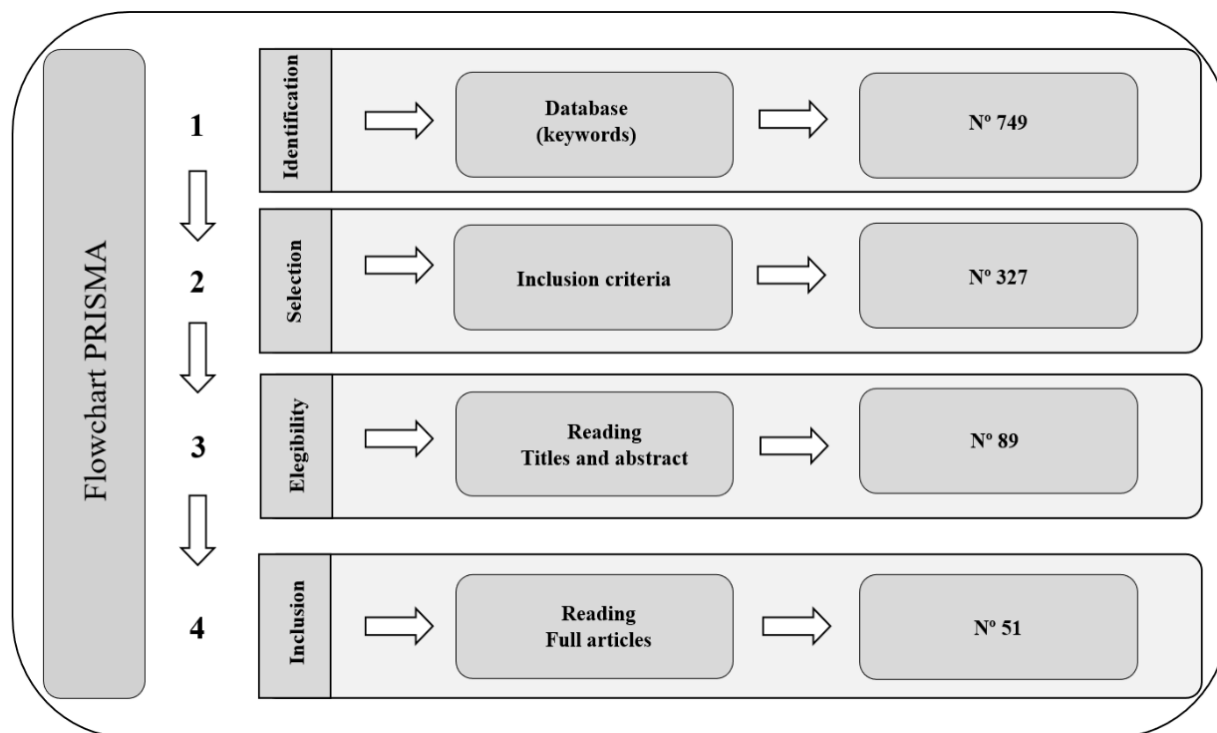 Flowchart PRISMA
1
Identification
Database
(keywords)
Nº 749
2
Selection
Inclusion criteria
Nº 327
3
Elegibility
Reading
Titles and abstract
Nº 89
4
Inclusion
Reading
Full articles
Nº 51